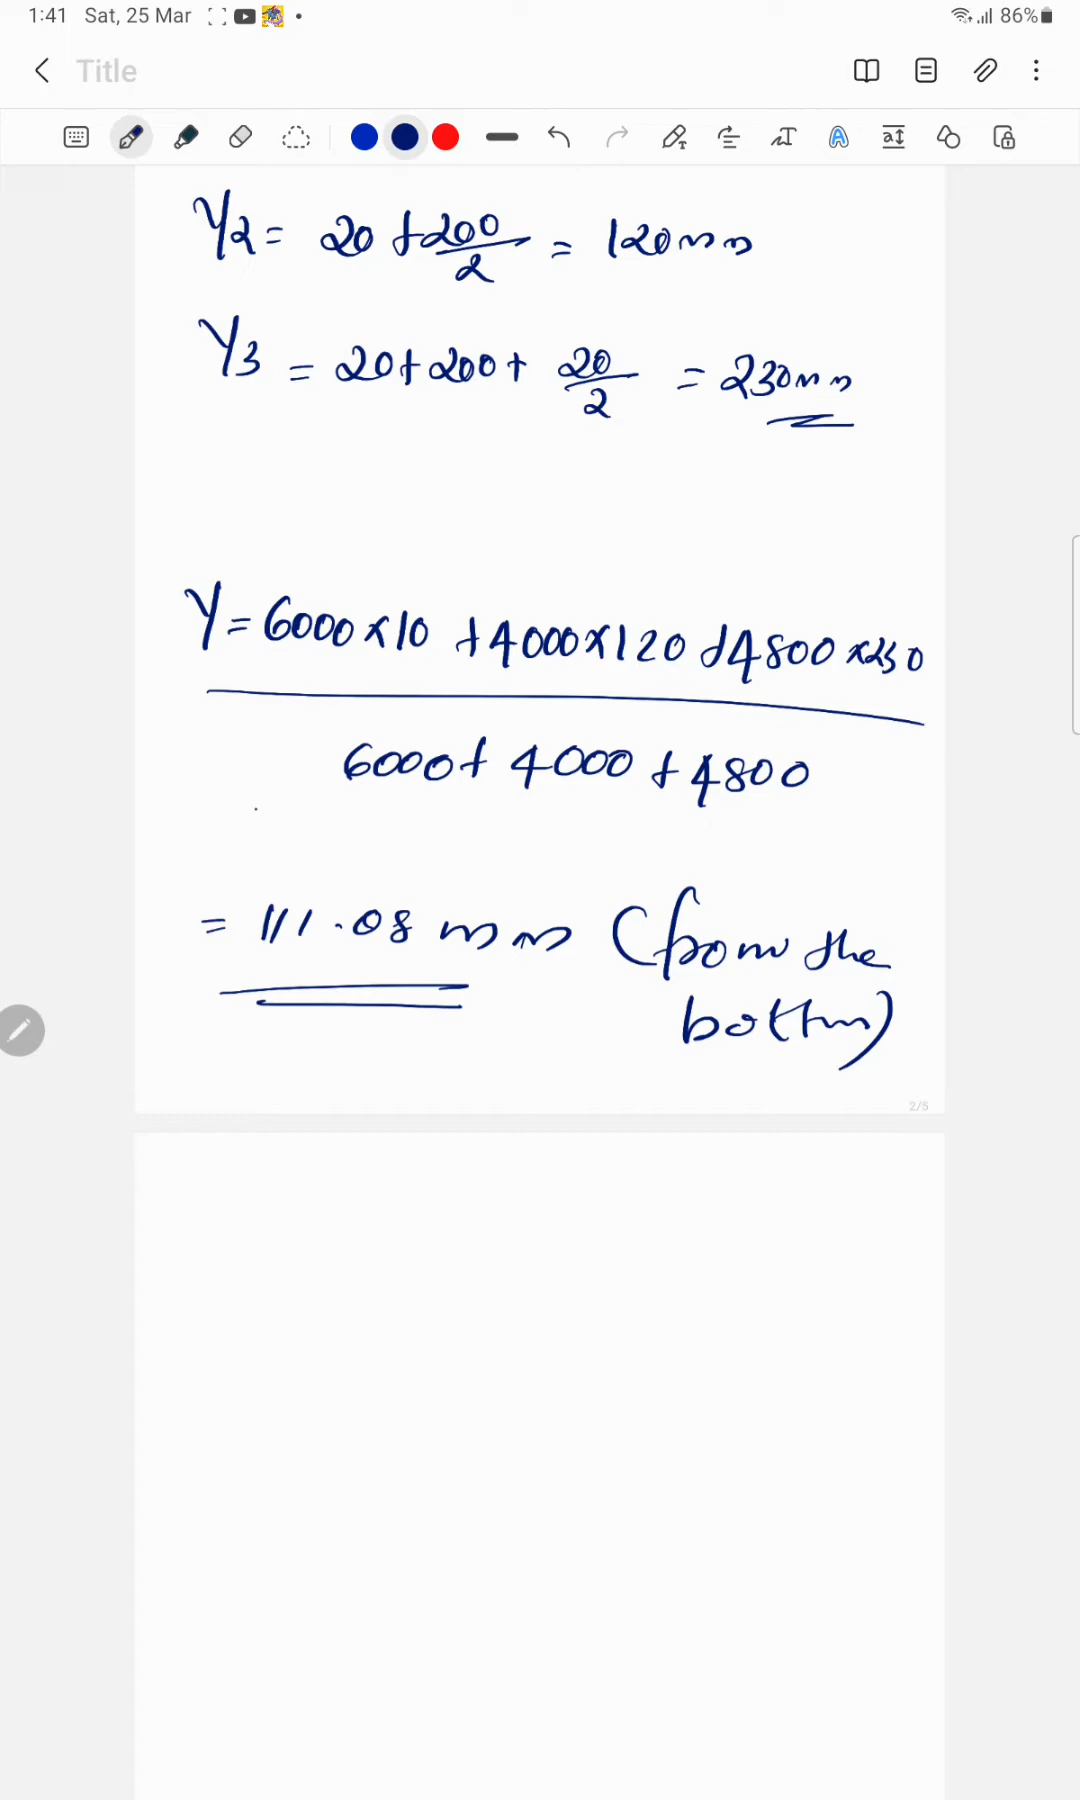 1:41 Sat, 25 Mar 86%
Title
Y2 = 20 + 200/2 = 120mm
Y3 = 20 + 200 + 20/2 = 230mm
Y = 6000 x 10 + 4000 x 120 + 4800 x 230
6000 + 4000 + 4800
= 111.08 mm (from the
bottom)
2/5